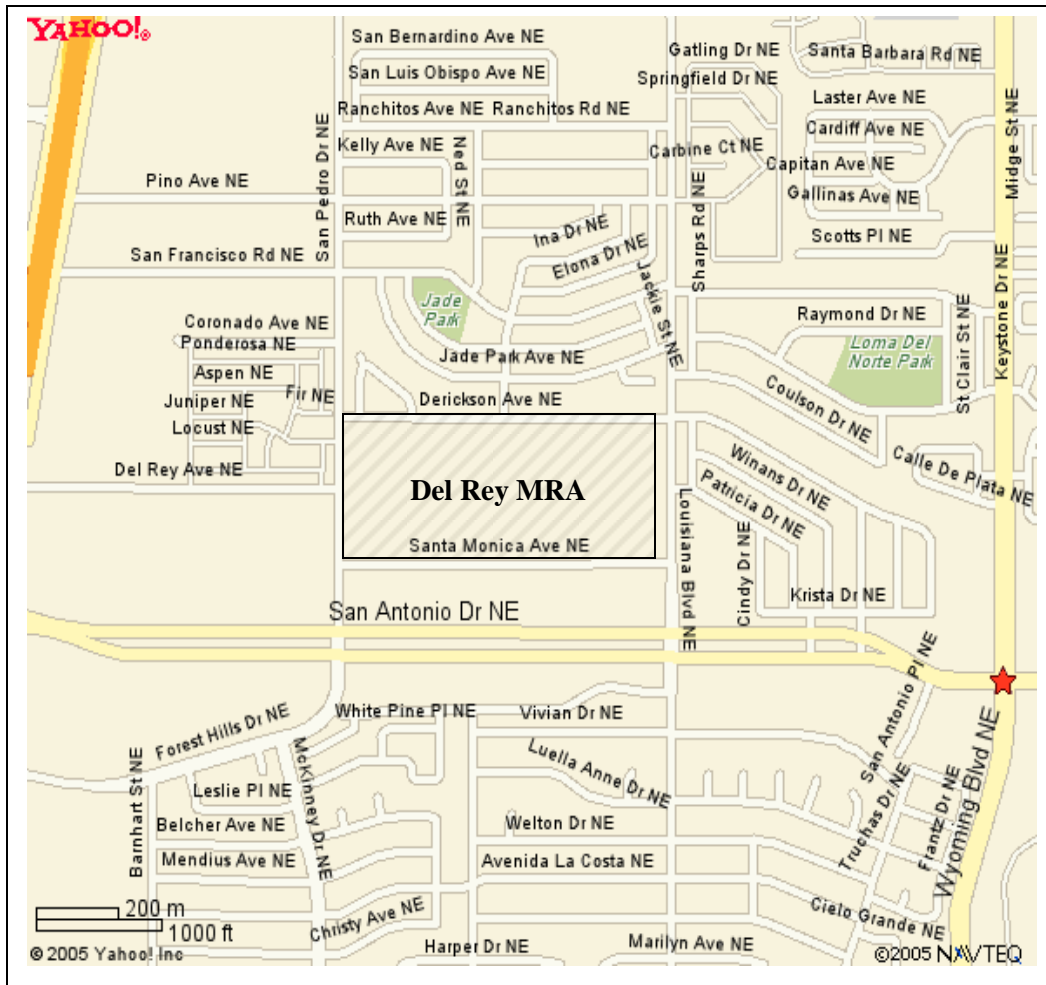 YAHOO!®
San Bernardino Ave NE
Gatling Dr NE
Santa Barbara Rd NE
San Luis Obispo Ave NE
Springfield Dr NE
Ranchitos Ave NE
Ranchitos Rd NE
Laster Ave NE
Midge St NE
Kelly Ave NE
Ned St NE
Carbine Ct NE
Cardiff Ave NE
Capitan Ave NE
Pino Ave NE
San Pedro Dr NE
Gallinas Ave NE
Ruth Ave NE
Ina Dr NE
Sharps Rd NE
Scotts Pl NE
San Francisco Rd NE
Elona Dr NE
Jackie St NE
Keystone Dr NE
Jade
Park
Raymond Dr NE
Coronado Ave NE
Ponderosa NE
Jade Park Ave NE
Loma Del
Norte Park
St Clair St NE
Aspen NE
Fir NE
Juniper NE
Derickson Ave NE
Coulson Dr NE
Locust NE
Del Rey Ave NE
Winans Dr NE
Calle De Plata NE
Del Rey MRA
Patricia Dr NE
Louisiana Blvd NE
Santa Monica Ave NE
Cindy Dr NE
Krista Dr NE
San Antonio Dr NE
San Antonio Pl NE
White Pine Pl NE
Vivian Dr NE
Forest Hills Dr NE
McKinney Dr NE
Luella Anne Dr NE
Wyoming Blvd NE
Barnhart St NE
Leslie Pl NE
Truchas Dr NE
Frantz Dr NE
Belcher Ave NE
Welton Dr NE
Mendius Ave NE
Avenida La Costa NE
200 m
1000 ft
Christy Ave NE
Cielo Grande NE
Harper Dr NE
Marilyn Ave NE
© 2005 Yahoo! Inc
©2005 NAVTEQ